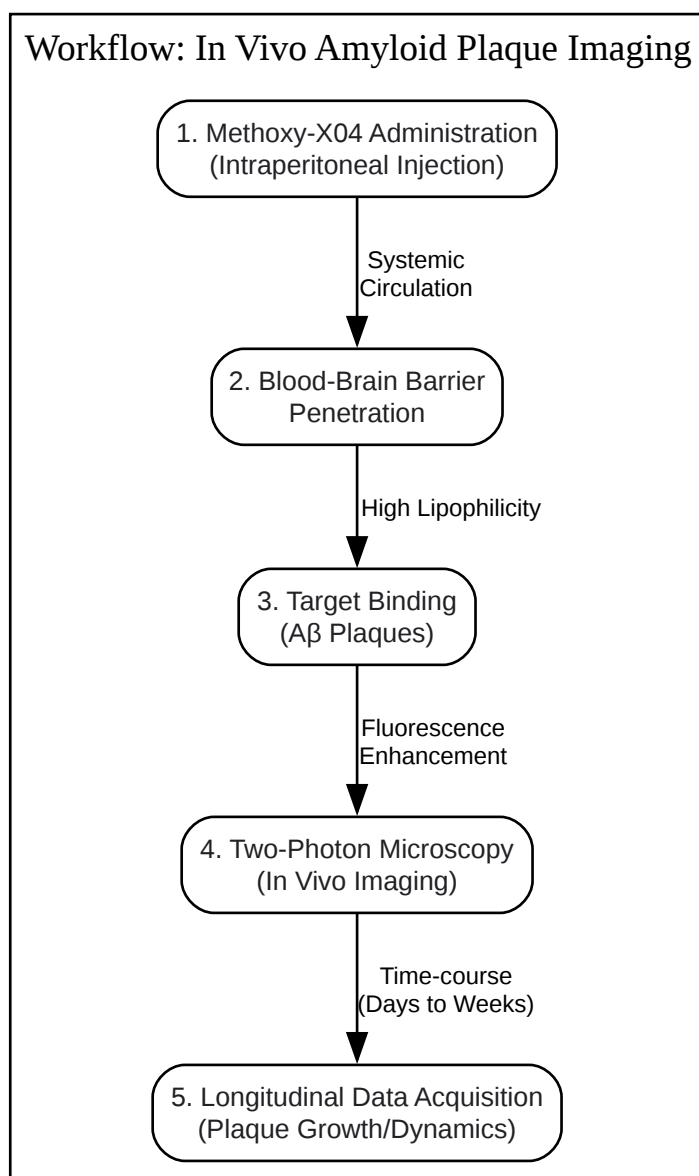 Workflow: In Vivo Amyloid Plaque Imaging
1. Methoxy-X04 Administration
(Intraperitoneal Injection)
Systemic
Circulation
2. Blood-Brain Barrier
Penetration
High Lipophilicity
3. Target Binding
(Aβ Plaques)
Fluorescence
Enhancement
4. Two-Photon Microscopy
(In Vivo Imaging)
Time-course
(Days to Weeks)
5. Longitudinal Data Acquisition
(Plaque Growth/Dynamics)